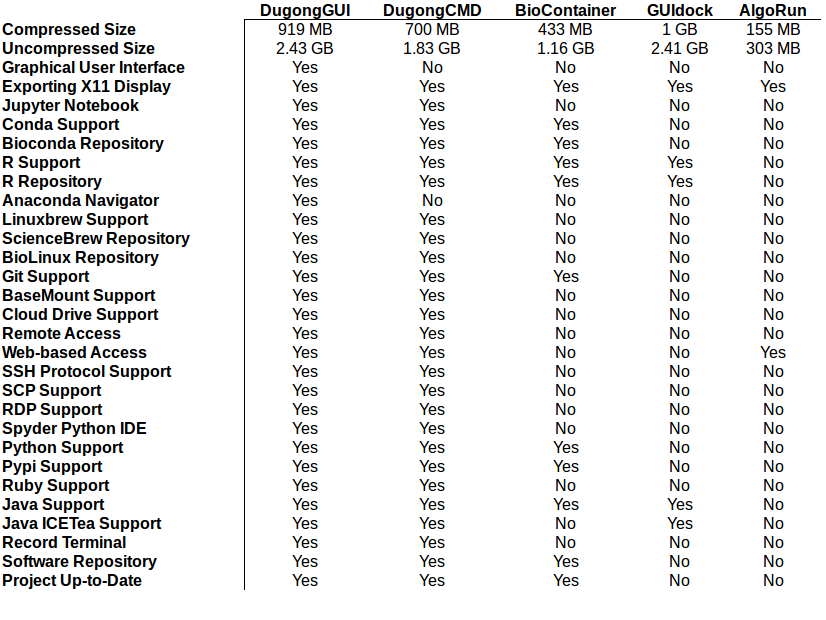 DugongGUI DugongCMD BioContainer GUIdock AlgoRun
Compressed Size 919 MB 700 MB 433 MB 1 GB 155 MB
Uncompressed Size 2.43 GB 1.83 GB 1.16 GB 2.41 GB 303 MB
Graphical User Interface Yes No No No No
Exporting X11 Display Yes Yes Yes Yes Yes
Jupyter Notebook Yes Yes No No No
Conda Support Yes Yes Yes No No
Bioconda Repository Yes Yes Yes No No
R Support Yes Yes Yes Yes No
R Repository Yes Yes Yes Yes No
Anaconda Navigator Yes No No No No
Linuxbrew Support Yes Yes No No No
ScienceBrew Repository Yes Yes No No No
BioLinux Repository Yes Yes No No No
Git Support Yes Yes Yes No No
BaseMount Support Yes Yes No No No
Cloud Drive Support Yes Yes No No No
Remote Access Yes Yes No No No
Web-based Access Yes Yes No No Yes
SSH Protocol Support Yes Yes No No No
SCP Support Yes Yes No No No
RDP Support Yes Yes No No No
Spyder Python IDE Yes Yes No No No
Python Support Yes Yes Yes No No
Pypi Support Yes Yes Yes No No
Ruby Support Yes Yes No No No
Java Support Yes Yes Yes Yes No
Java ICETea Support Yes Yes No Yes No
Record Terminal Yes Yes No No No
Software Repository Yes Yes Yes No No
Project Up-to-Date Yes Yes Yes No No